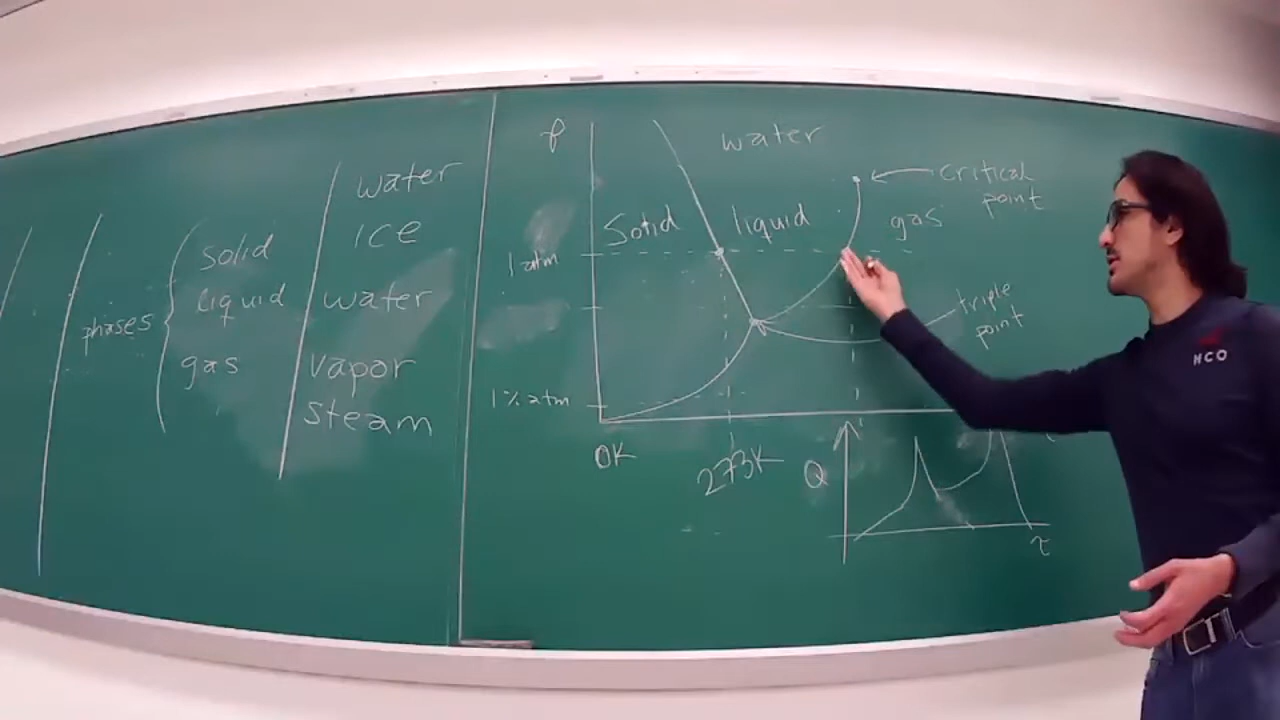 phases
solid
liquid
gas
water
ice
water
vapor
steam
P
water
Solid
liquid
gas
critical
point
1 atm
triple
point
1% atm
0K
273K
Q
τ
HCO